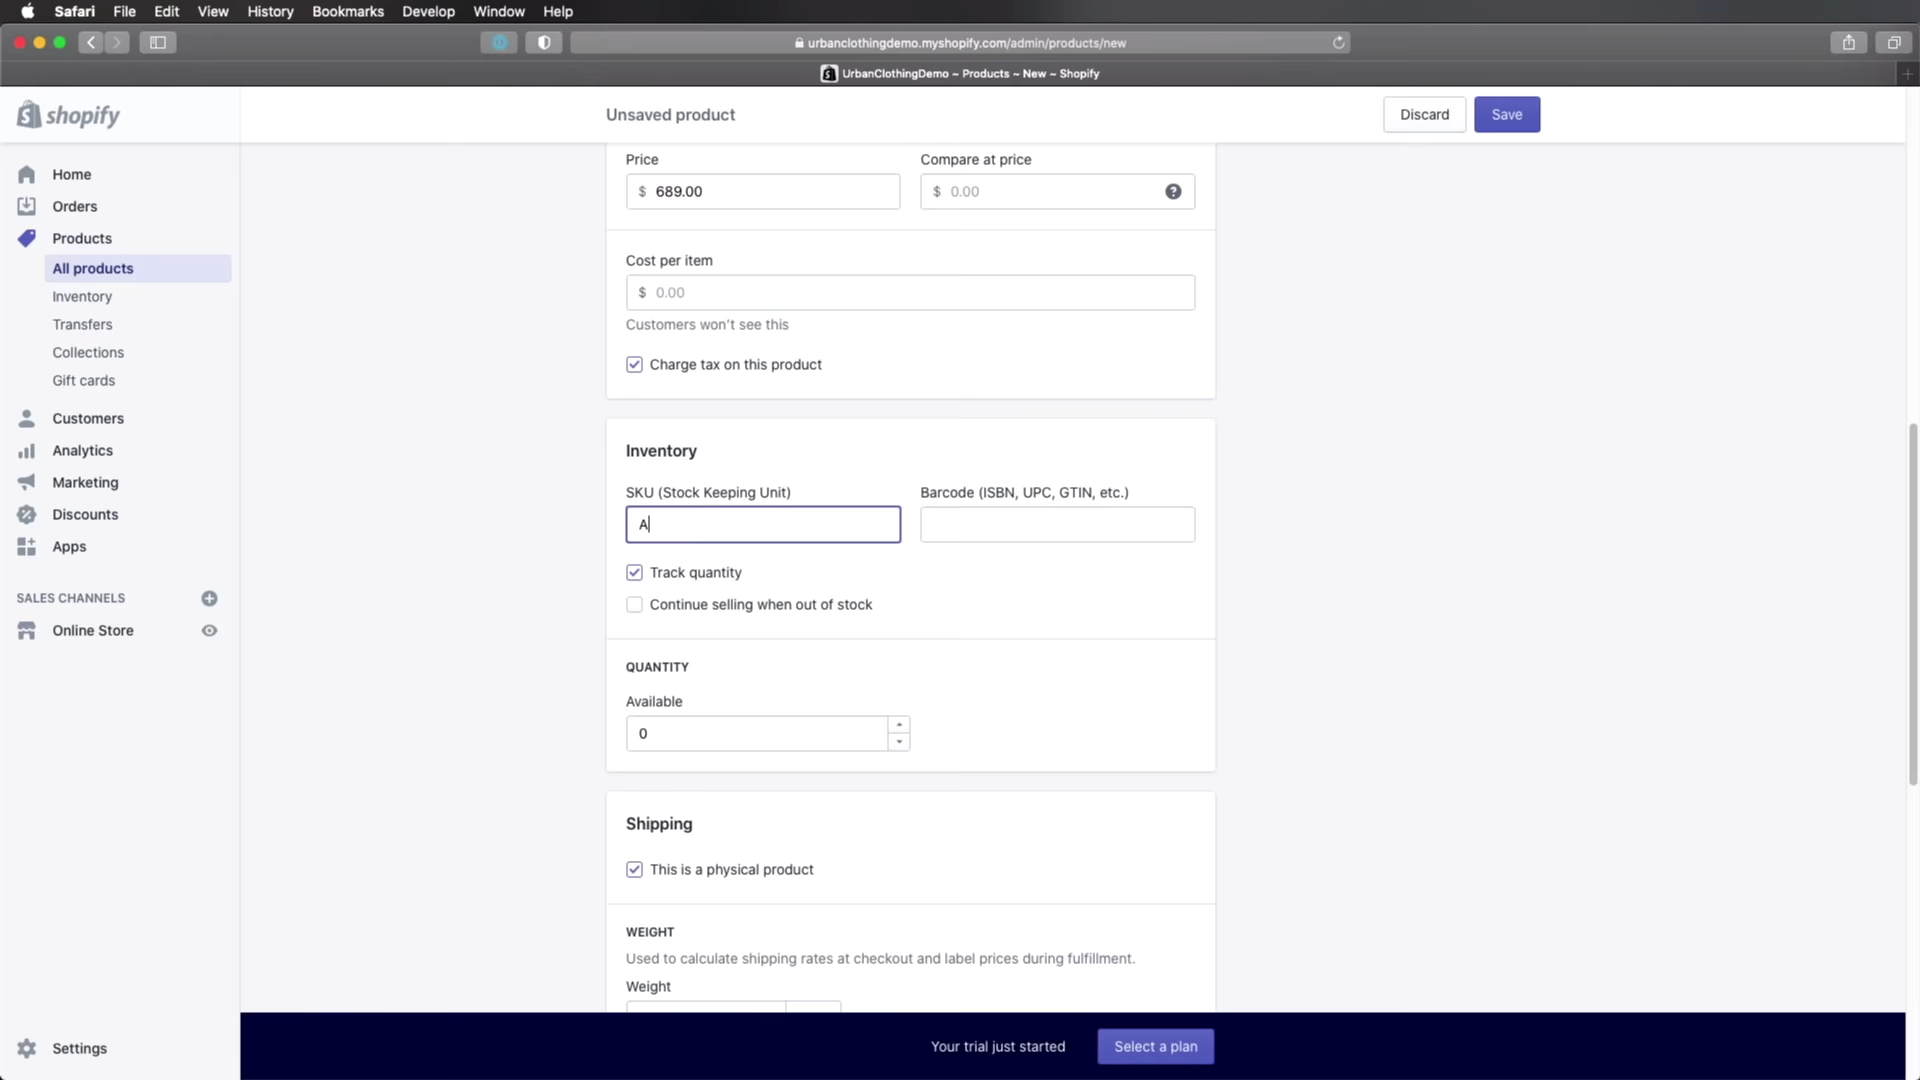 Safari File Edit View History Bookmarks Develop Window Help
urbanclothingdemo.myshopify.com/admin/products/new
UrbanClothingDemo ~ Products ~ New ~ Shopify
shopify
Unsaved product
Discard
Save
Home
Orders
Products
All products
Inventory
Transfers
Collections
Gift cards
Customers
Analytics
Marketing
Discounts
Apps
SALES CHANNELS
Online Store
Settings
Price
Compare at price
$ 689.00
$ 0.00
Cost per item
$ 0.00
Customers won't see this
Charge tax on this product
Inventory
SKU (Stock Keeping Unit)
Barcode (ISBN, UPC, GTIN, etc.)
A
Track quantity
Continue selling when out of stock
QUANTITY
Available
0
Shipping
This is a physical product
WEIGHT
Used to calculate shipping rates at checkout and label prices during fulfillment.
Weight
Your trial just started
Select a plan